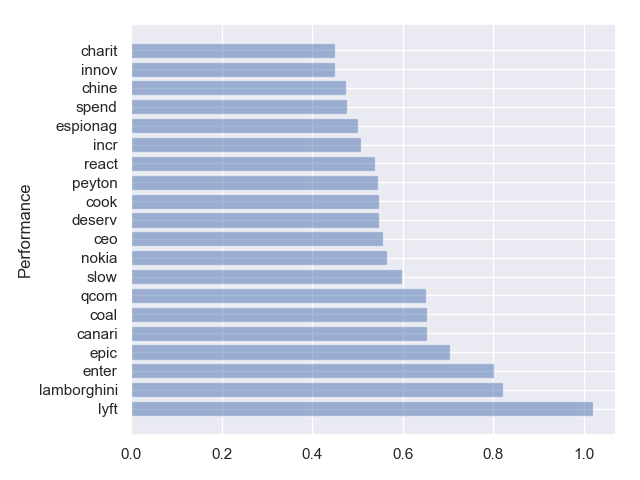 charit
innov
chine
spend
espionag
incr
react
peyton
cook
deserv
ceo
nokia
slow
qcom
coal
canari
epic
enter
lamborghini
lyft
Performance
0.0 0.2 0.4 0.6 0.8 1.0